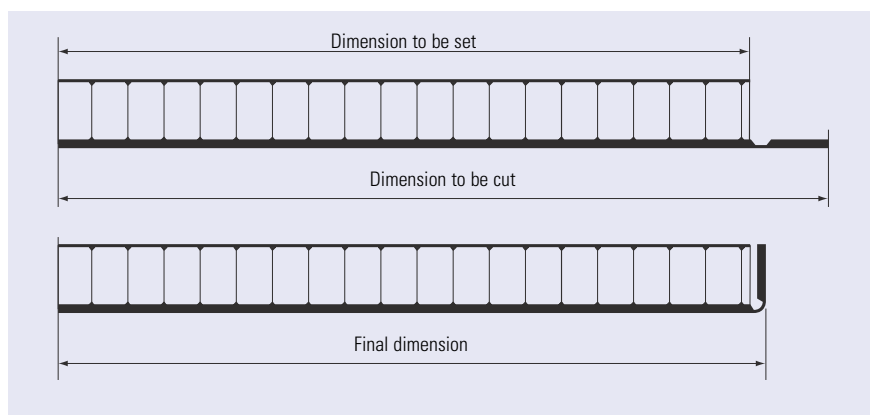 Dimension to be set
Dimension to be cut
Final dimension